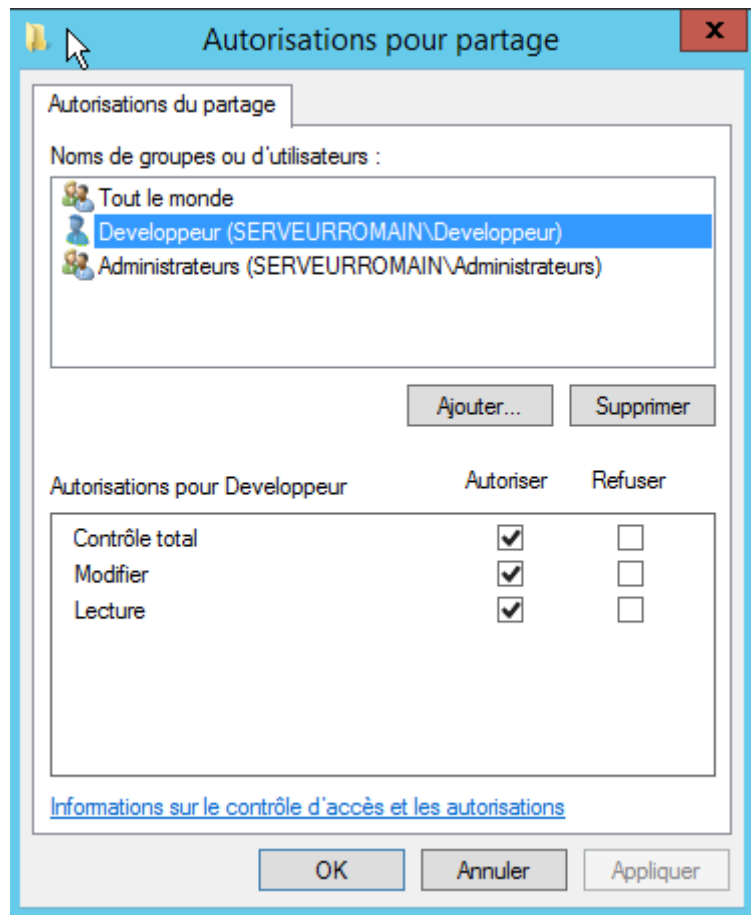 Autorisations pour partage
x
Autorisations du partage
Noms de groupes ou d'utilisateurs :
Tout le monde
Developpeur (SERVEURROMAIN\Developpeur)
Administrateurs (SERVEURROMAIN\Administrateurs)
Ajouter... Supprimer
Autorisations pour Developpeur Autoriser Refuser
Contrôle total
Modifier
Lecture
Informations sur le contrôle d'accès et les autorisations
OK Annuler Appliquer